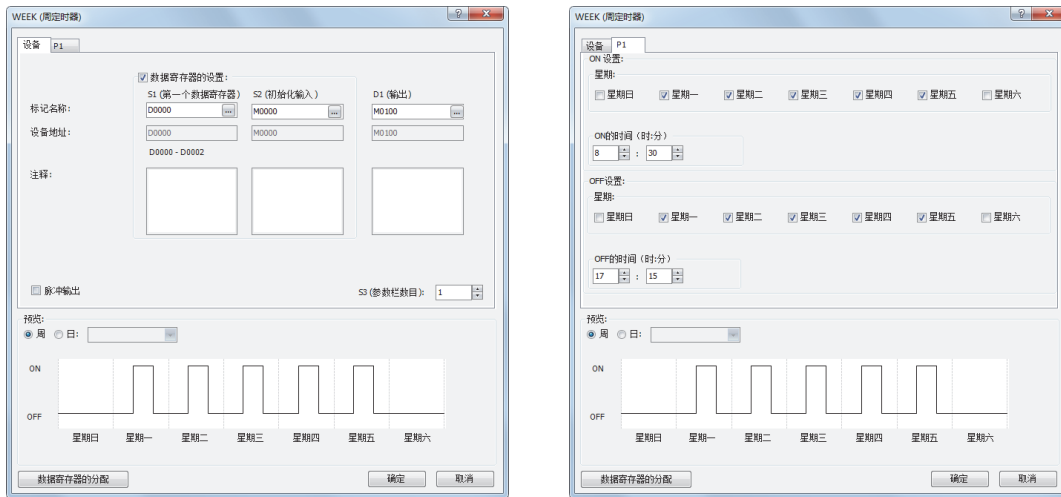 WEEK (周定时器)
设备 P1
数据寄存器的设置:
S1 (第一个数据寄存器) S2 (初始化输入) D1 (输出)
标记名称: D0000 ... M0000 ... M0100 ...
设备地址: D0000 M0000 M0100
D0000 - D0002
注释:
脉冲输出 S3 (参数栏数目): 1
预览:
周 日:
ON
OFF
星期日 星期一 星期二 星期三 星期四 星期五 星期六
数据寄存器的分配 确定 取消
WEEK (周定时器)
设备 P1
ON 设置:
星期:
星期日 星期一 星期二 星期三 星期四 星期五 星期六
ON的时间 (时:分)
8 : 30
OFF设置:
星期:
星期日 星期一 星期二 星期三 星期四 星期五 星期六
OFF的时间 (时:分)
17 : 15
预览:
周 日:
ON
OFF
星期日 星期一 星期二 星期三 星期四 星期五 星期六
数据寄存器的分配 确定 取消